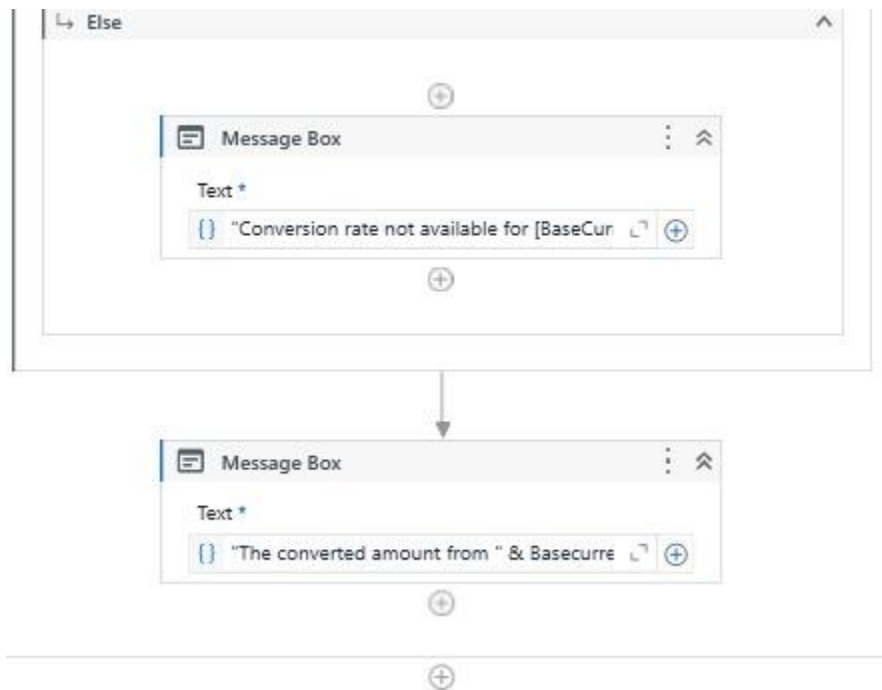 Else
Message Box
Text *
{} "Conversion rate not available for [BaseCur
Message Box
Text *
{} "The converted amount from " & Basecurre